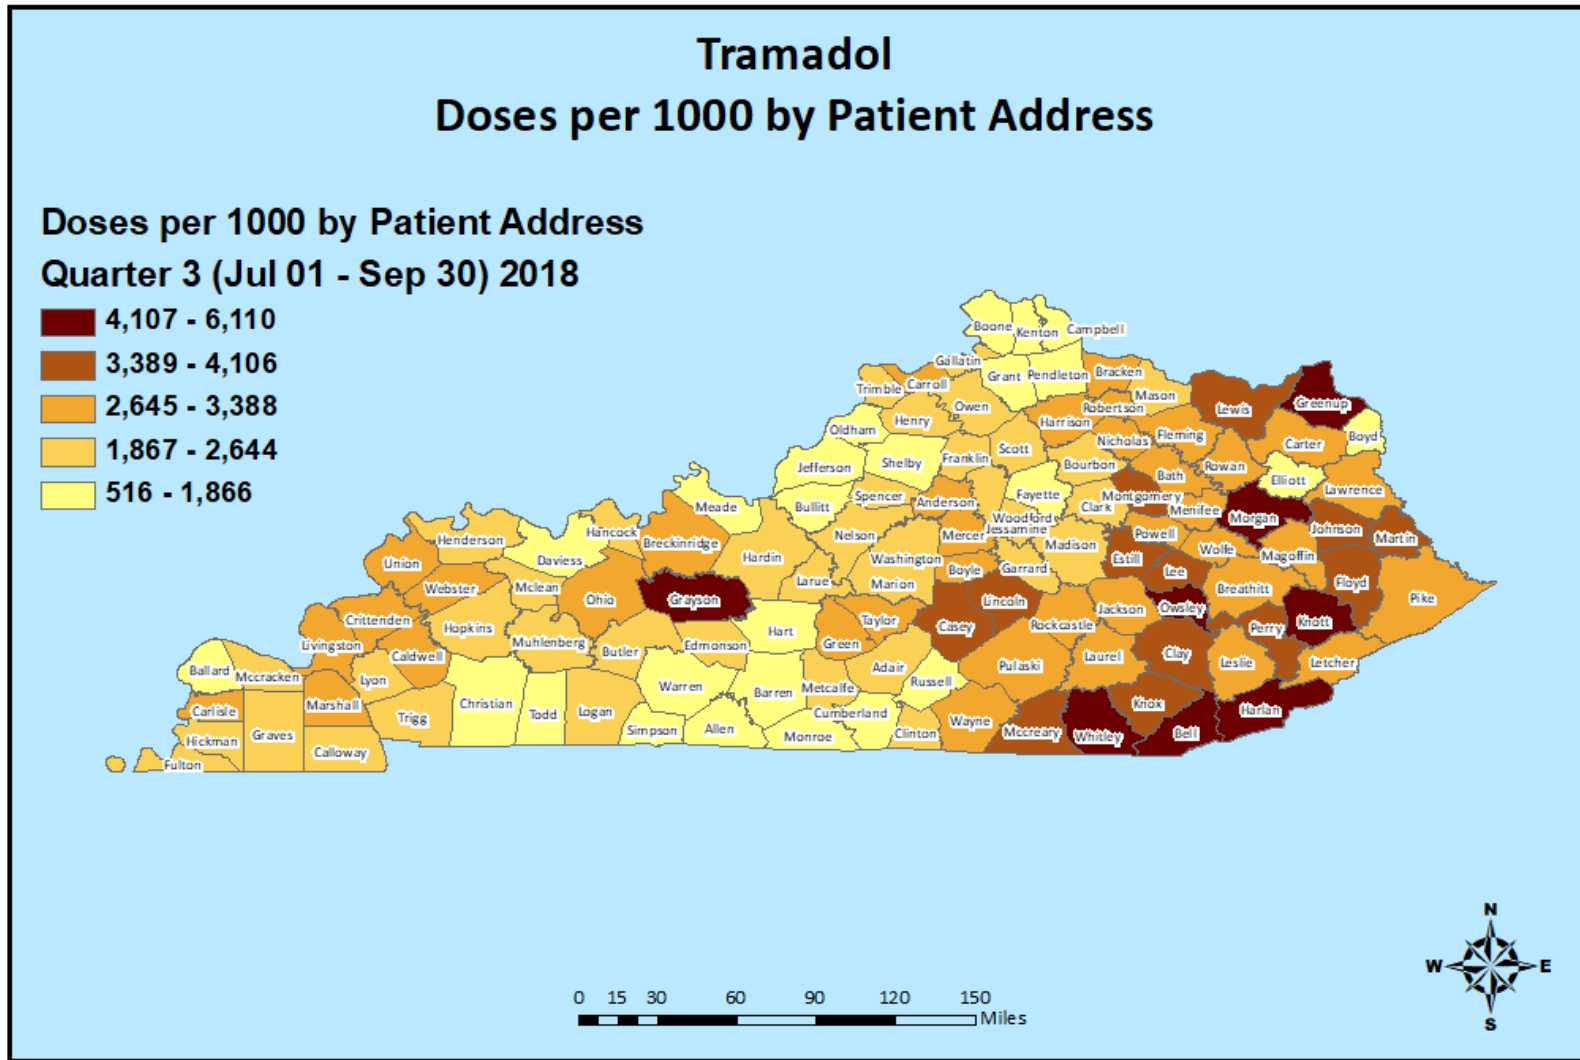 Tramadol
Doses per 1000 by Patient Address
Doses per 1000 by Patient Address
Quarter 3 (Jul 01 - Sep 30) 2018
4,107 - 6,110
3,389 - 4,106
2,645 - 3,388
1,867 - 2,644
516 - 1,866
Boone
Kenton
Campbell
Gallatin
Grant
Pendleton
Bracken
Trimble
Carroll
Mason
Owen
Robertson
Lewis
Greenup
Henry
Harrison
Oldham
Nicholas
Fleming
Carter
Boyd
Scott
Franklin
Shelby
Jefferson
Bourbon
Rowan
Bath
Elliott
Lawrence
Fayette
Montgomery
Spencer
Anderson
Bullitt
Meade
Clark
Menifee
Morgan
Woodford
Jessamine
Johnson
Martin
Hancock
Henderson
Breckinridge
Nelson
Mercer
Powell
Madison
Wolfe
Magoffin
Daviess
Hardin
Washington
Union
Estill
Boyle
Garrard
Lee
Floyd
Larue
Marion
Webster
Mclean
Breathitt
Pike
Ohio
Grayson
Lincoln
Jackson
Owsley
Crittenden
Taylor
Casey
Rockcastle
Perry
Knott
Hopkins
Hart
Livingston
Muhlenberg
Butler
Edmonson
Green
Caldwell
Clay
Laurel
Leslie
Letcher
Adair
Pulaski
Ballard
Mccracken
Lyon
Warren
Barren
Metcalfe
Russell
Carlisle
Marshall
Christian
Todd
Logan
Knox
Harlan
Trigg
Cumberland
Wayne
Hickman
Graves
Simpson
Allen
Monroe
Clinton
Mccreary
Whitley
Bell
Calloway
Fulton
N
W
E
S
0 15 30 60 90 120 150
Miles